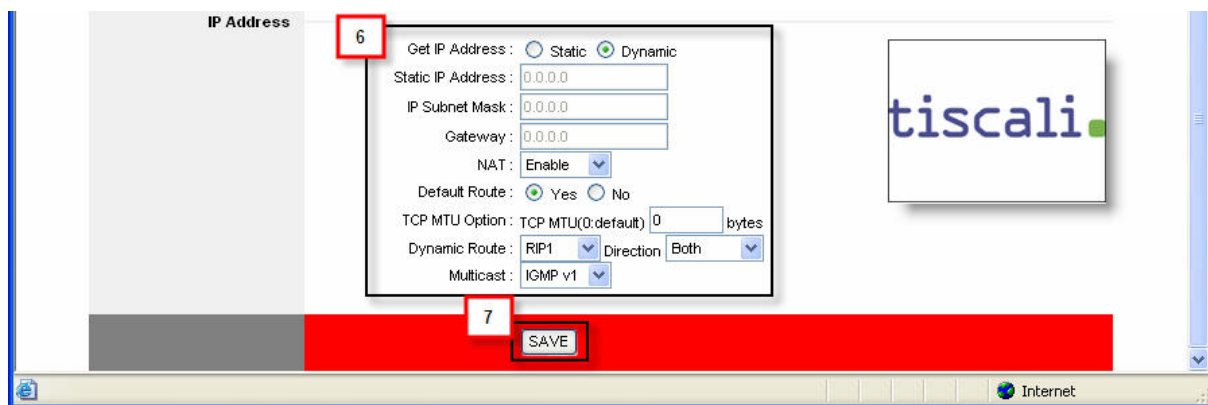 IP Address
6
Get IP Address : Static Dynamic
Static IP Address : 0.0.0.0
IP Subnet Mask : 0.0.0.0
Gateway : 0.0.0.0
NAT : Enable
Default Route : Yes No
TCP MTU Option : TCP MTU(0:default) 0 bytes
Dynamic Route : RIP1 Direction Both
Multicast : IGMP v1
tiscali.
7
SAVE
Internet